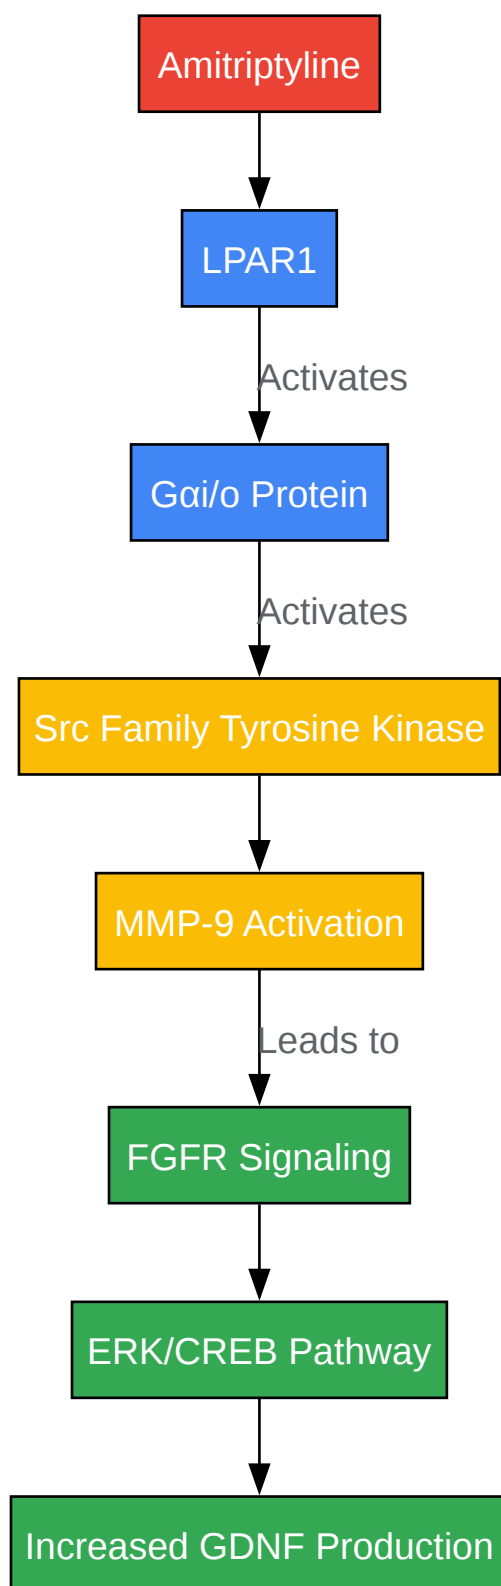 Amitriptyline
LPAR1
Activates
Gαi/o Protein
Activates
Src Family Tyrosine Kinase
MMP-9 Activation
Leads to
FGFR Signaling
ERK/CREB Pathway
Increased GDNF Production